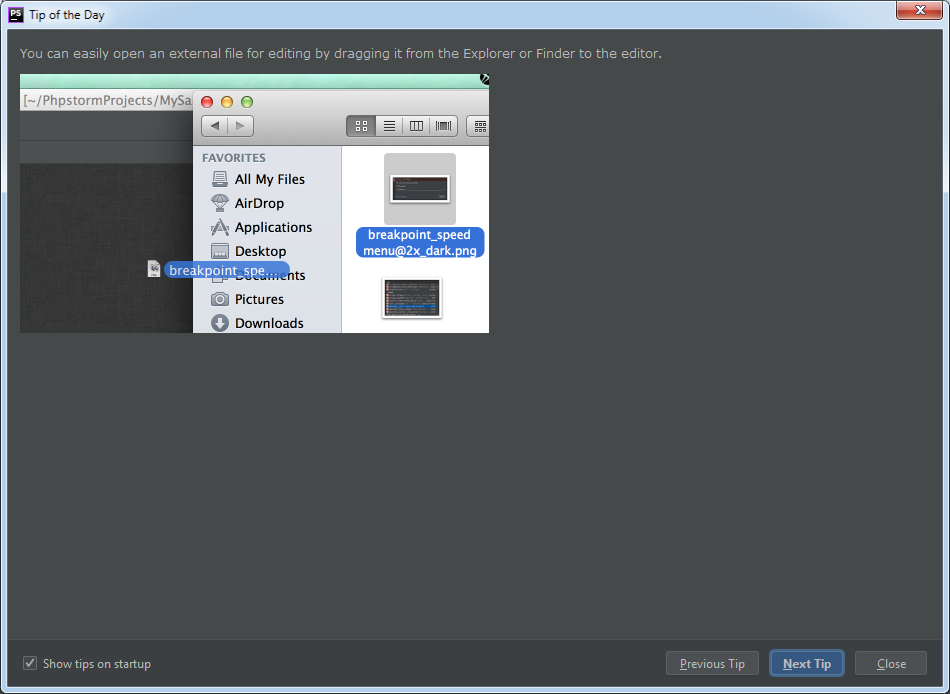 PS
Tip of the Day
You can easily open an external file for editing by dragging it from the Explorer or Finder to the editor.
[~/PhpstormProjects/MySa
FAVORITES
All My Files
AirDrop
Applications
Desktop
Documents
Pictures
Downloads
breakpoint_spe...
breakpoint_speed
menu@2x_dark.png
Show tips on startup
Previous Tip
Next Tip
Close